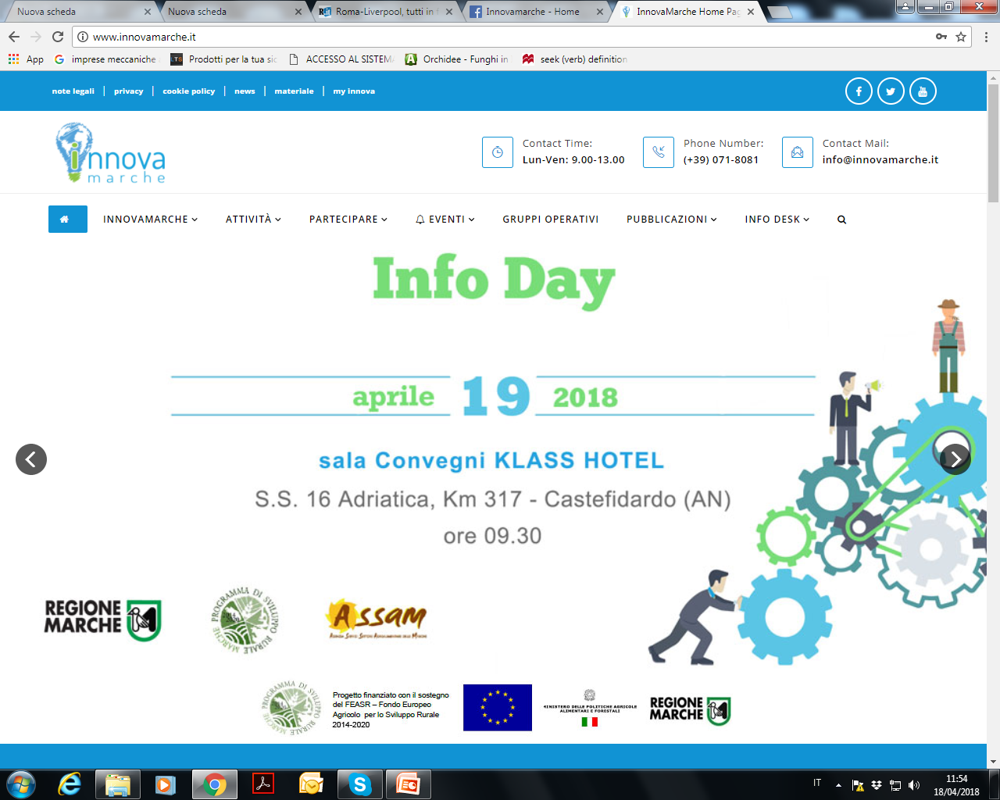 Nuova scheda
Nuova scheda
Roma-Liverpool, tutti in
Innovamarche - Home
InnovaMarche Home Pag
www.innovamarche.it
App
imprese meccaniche
LTS
Prodotti per la tua sic
ACCESSO AL SISTEMA
Orchidee - Funghi in
seek (verb) definition
note legali | privacy | cookie policy | news | materiale | my innova
innova
marche
Contact Time:
Lun-Ven: 9.00-13.00
Phone Number:
(+39) 071-8081
Contact Mail:
info@innovamarche.it
INNOVAMARCHE
ATTIVITÀ
PARTECIPARE
EVENTI
GRUPPI OPERATIVI
PUBBLICAZIONI
INFO DESK
Info Day
aprile 19 2018
sala Convegni KLASS HOTEL
S.S. 16 Adriatica, Km 317 - Castefidardo (AN)
ore 09.30
REGIONE
MARCHE
PROGRAMMA DI SVILUPPO RURALE MARCHE
2014
2020
ASSAM
Progetto finanziato con il sostegno
del FEASR – Fondo Europeo
Agricolo per lo Sviluppo Rurale
2014-2020
PROGRAMMA DI SVILUPPO RURALE MARCHE
MINISTERO DELLE POLITICHE AGRICOLE
ALIMENTARI E FORESTALI
REGIONE
MARCHE
IT
11:54
18/04/2018